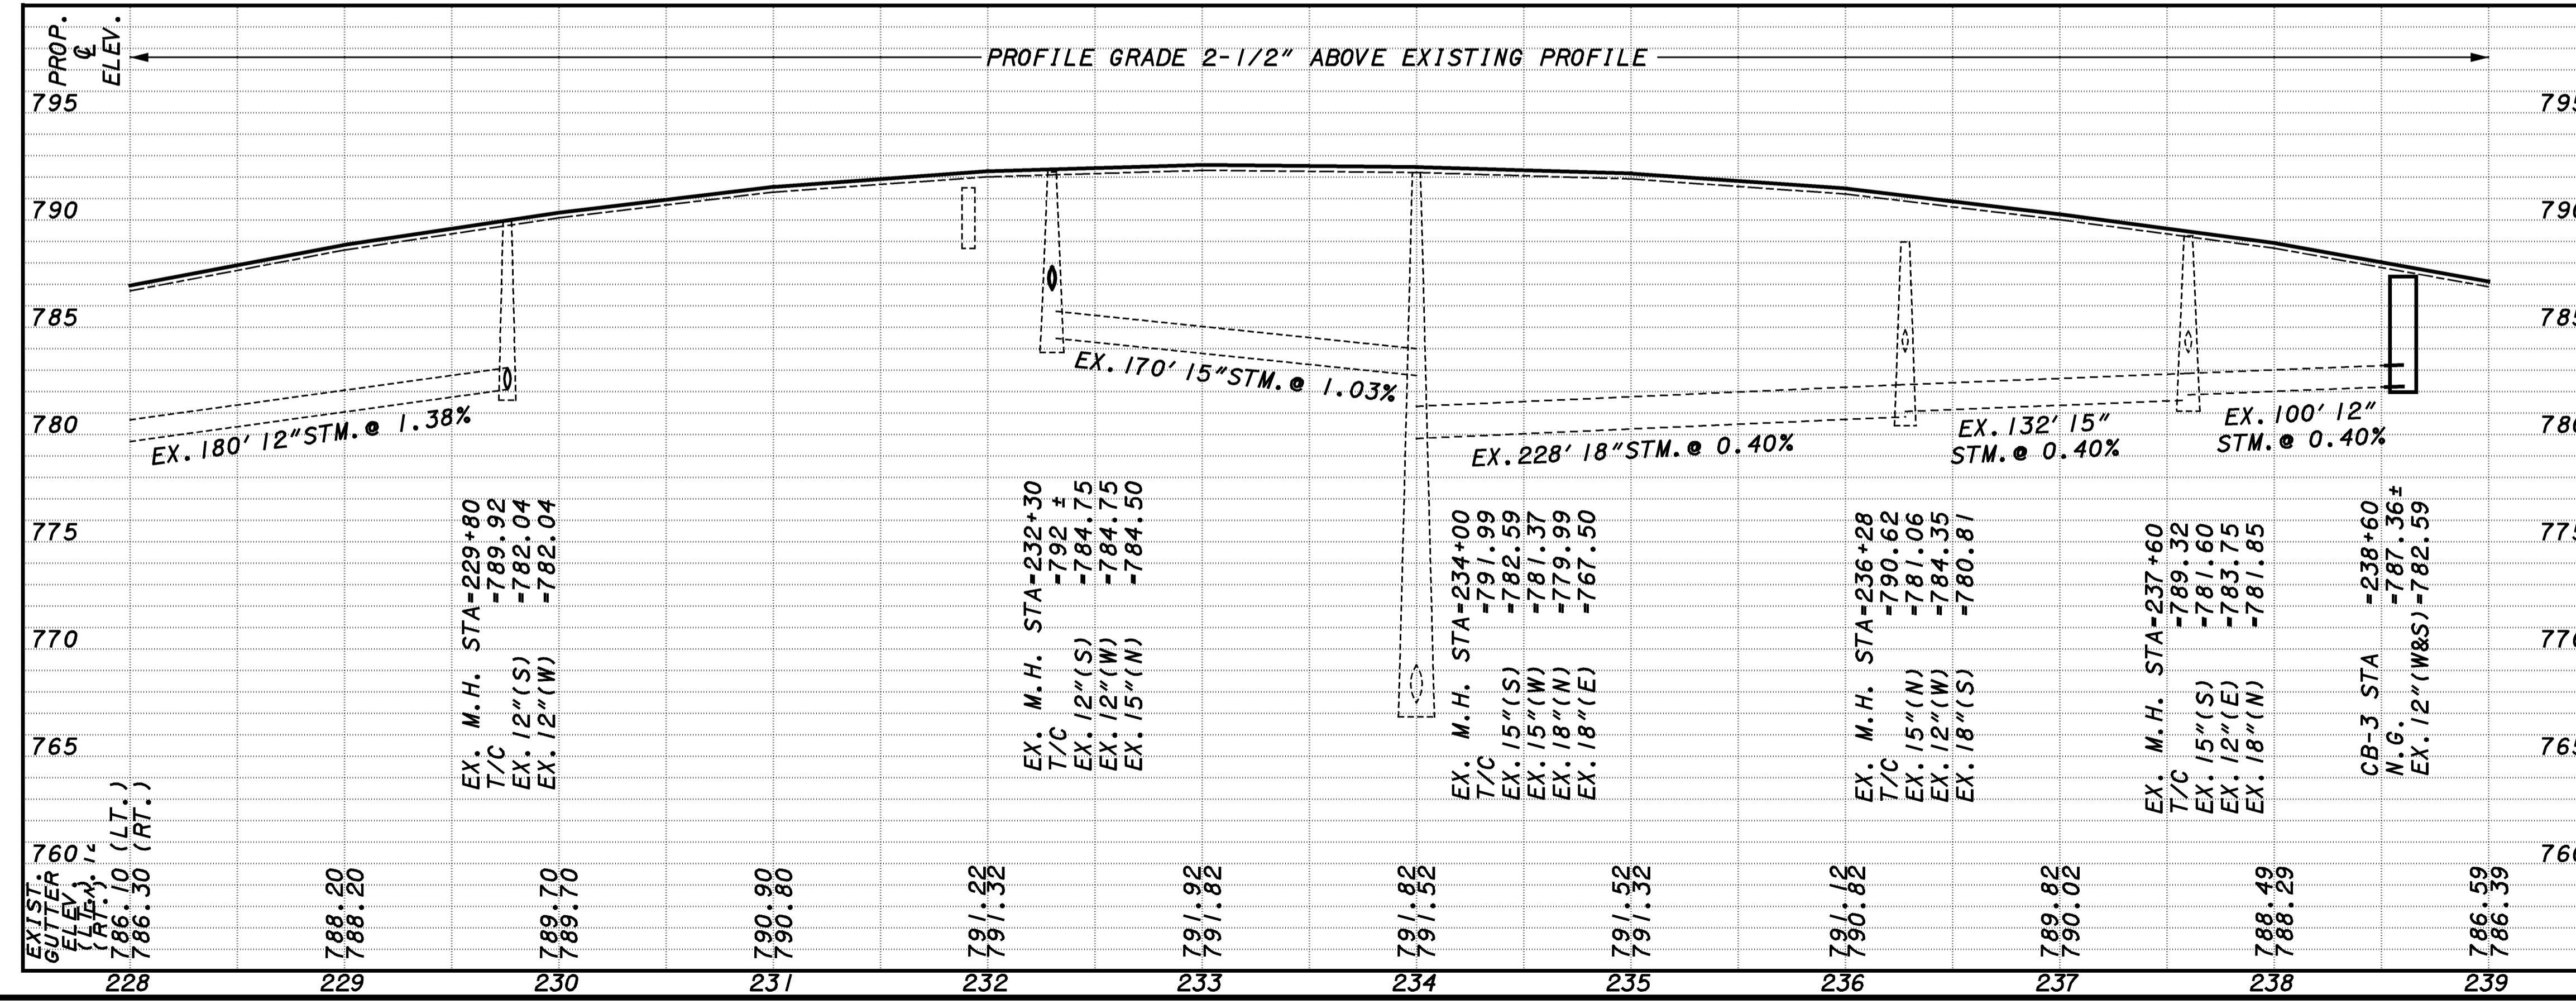 PROP.
℄
ELEV.
PROFILE GRADE 2-1/2" ABOVE EXISTING PROFILE
795
790
785
780
775
770
765
760
EX. 180' 12" STM. @ 1.38%
EX. 170' 15" STM. @ 1.03%
EX. 228' 18" STM. @ 0.40%
EX. 132' 15"
STM. @ 0.40%
EX. 100' 12"
STM. @ 0.40%
EX. M.H. STA=229+80
T/C =789.92
EX. 12"(S) =782.04
EX. 12"(W) =782.04
EX. M.H. STA=232+30
T/C =792 ±
EX. 12"(S) =784.75
EX. 12"(W) =784.75
EX. 15"(N) =784.50
EX. M.H. STA=234+00
T/C =791.99
EX. 15"(S) =782.59
EX. 15"(W) =781.37
EX. 18"(N) =779.99
EX. 18"(E) =767.50
EX. M.H. STA=236+28
T/C =790.62
EX. 15"(N) =781.06
EX. 12"(W) =784.35
EX. 18"(S) =780.81
EX. M.H. STA=237+60
T/C =789.32
EX. 15"(S) =781.60
EX. 12"(E) =783.75
EX. 18"(N) =781.85
CB-3 STA =238+60
N.G. =787.36±
EX. 12"(W&S)=782.59
EXIST.
GUTTER
ELEV.
(RT.)
786.10 (LT.)
786.30 (RT.)
788.20
788.20
789.70
789.70
790.90
790.80
791.22
791.32
791.92
791.82
791.82
791.52
791.52
791.32
791.12
790.82
789.82
790.02
788.49
788.29
786.59
786.39
228
229
230
231
232
233
234
235
236
237
238
239